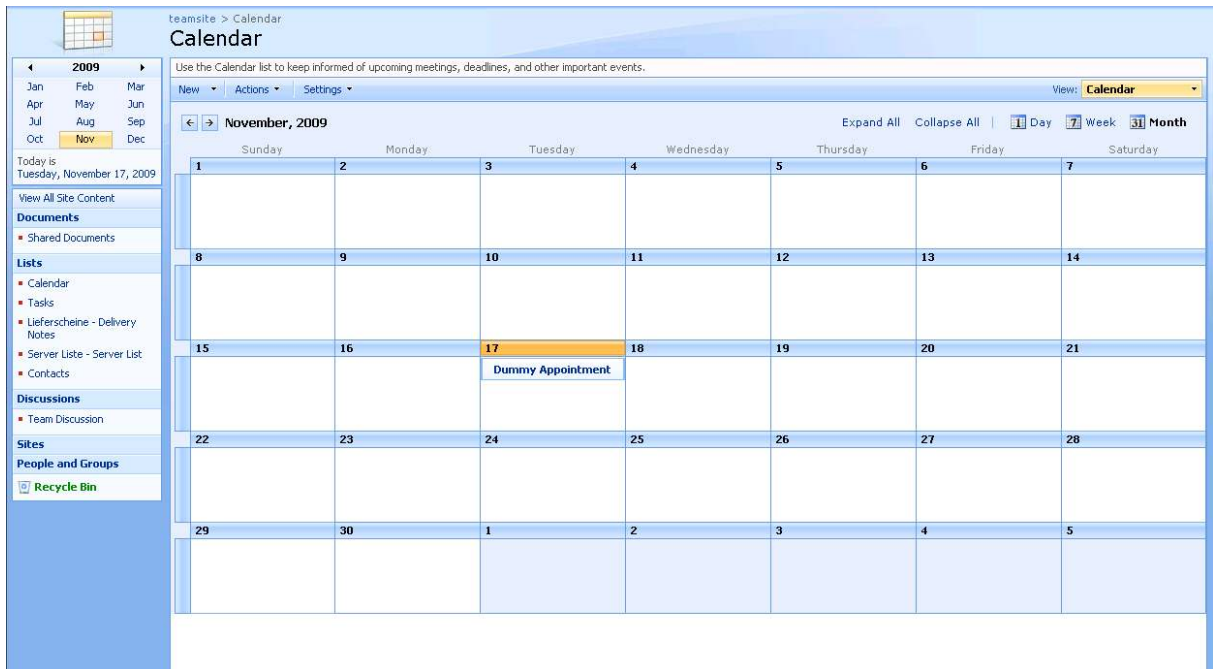 teamsite > Calendar
Calendar
2009
Jan Feb Mar
Apr May Jun
Jul Aug Sep
Oct Nov Dec
Today is
Tuesday, November 17, 2009
View All Site Content
Documents
Shared Documents
Lists
Calendar
Tasks
Lieferscheine - Delivery
Notes
Server Liste - Server List
Contacts
Discussions
Team Discussion
Sites
People and Groups
Recycle Bin
Use the Calendar list to keep informed of upcoming meetings, deadlines, and other important events.
New Actions Settings View: Calendar
November, 2009 Expand All Collapse All | 1 Day 7 Week 31 Month
Sunday Monday Tuesday Wednesday Thursday Friday Saturday
1 2 3 4 5 6 7
8 9 10 11 12 13 14
15 16 17 18 19 20 21
Dummy Appointment
22 23 24 25 26 27 28
29 30 1 2 3 4 5